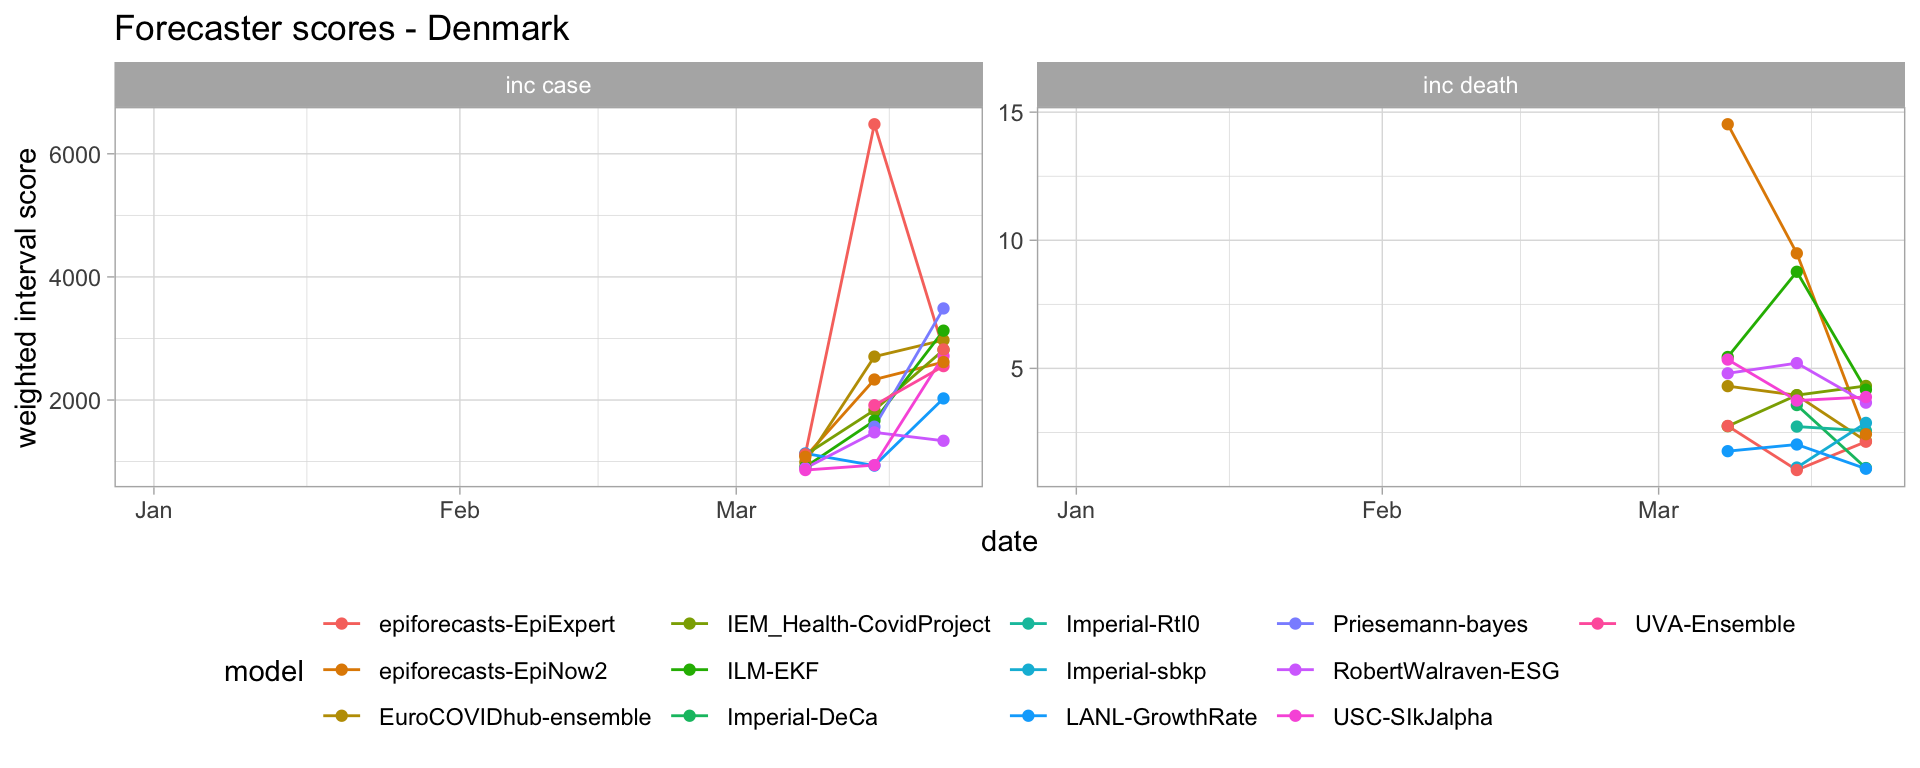 Forecaster scores - Denmark
inc case
inc death
weighted interval score
6000
4000
2000
15
10
5
Jan
Feb
Mar
Jan
Feb
Mar
date
model
epiforecasts-EpiExpert
epiforecasts-EpiNow2
EuroCOVIDhub-ensemble
IEM_Health-CovidProject
ILM-EKF
Imperial-DeCa
Imperial-RtI0
Imperial-sbkp
LANL-GrowthRate
Priesemann-bayes
RobertWalraven-ESG
USC-SIkJalpha
UVA-Ensemble